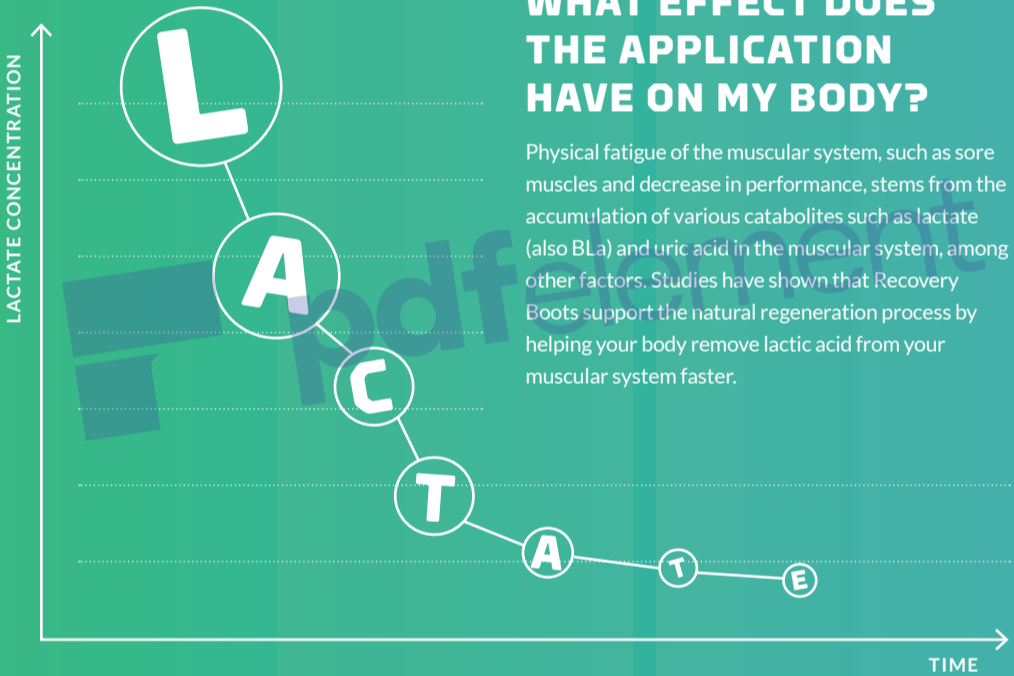 WHAT EFFECT DOES
THE APPLICATION
HAVE ON MY BODY?
Physical fatigue of the muscular system, such as sore
muscles and decrease in performance, stems from the
accumulation of various catabolites such as lactate
(also BLa) and uric acid in the muscular system, among
other factors. Studies have shown that Recovery
Boots support the natural regeneration process by
helping your body remove lactic acid from your
muscular system faster.
LACTATE CONCENTRATION
L
A
C
T
A
T
E
TIME
pdfelement